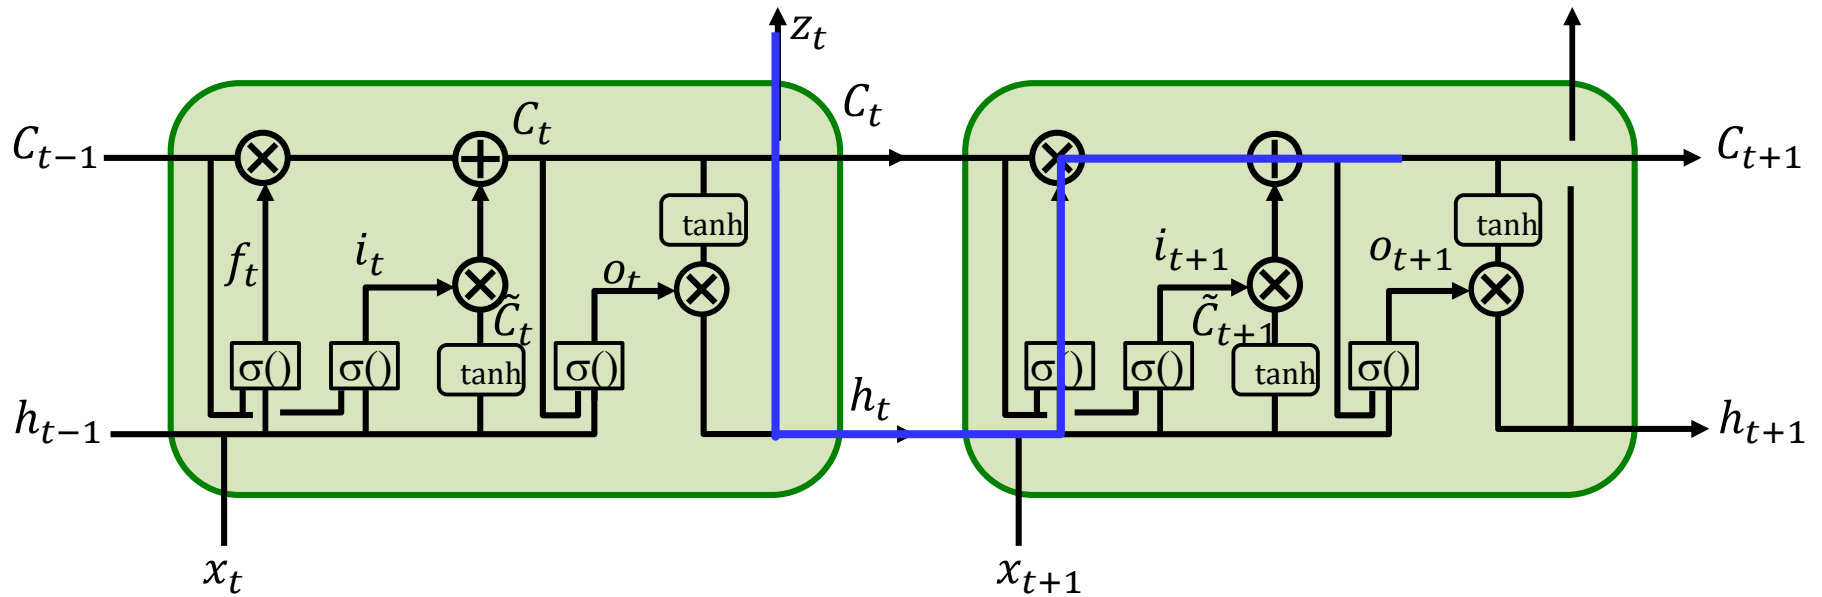 z_t
C_{t-1}
C_t
C_t
C_{t+1}
tanh
tanh
f_t
i_t
o_t
i_{t+1}
o_{t+1}
C̃_t
C̃_{t+1}
σ()
σ()
tanh
σ()
σ()
σ()
tanh
σ()
h_{t-1}
h_t
h_{t+1}
x_t
x_{t+1}